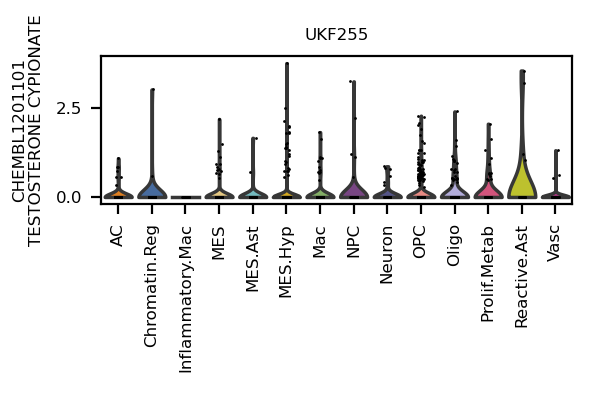 UKF255
CHEMBL1201101
TESTOSTERONE CYPIONATE
2.5
0.0
AC
Chromatin.Reg
Inflammatory.Mac
MES
MES.Ast
MES.Hyp
Mac
NPC
Neuron
OPC
Oligo
Prolif.Metab
Reactive.Ast
Vasc